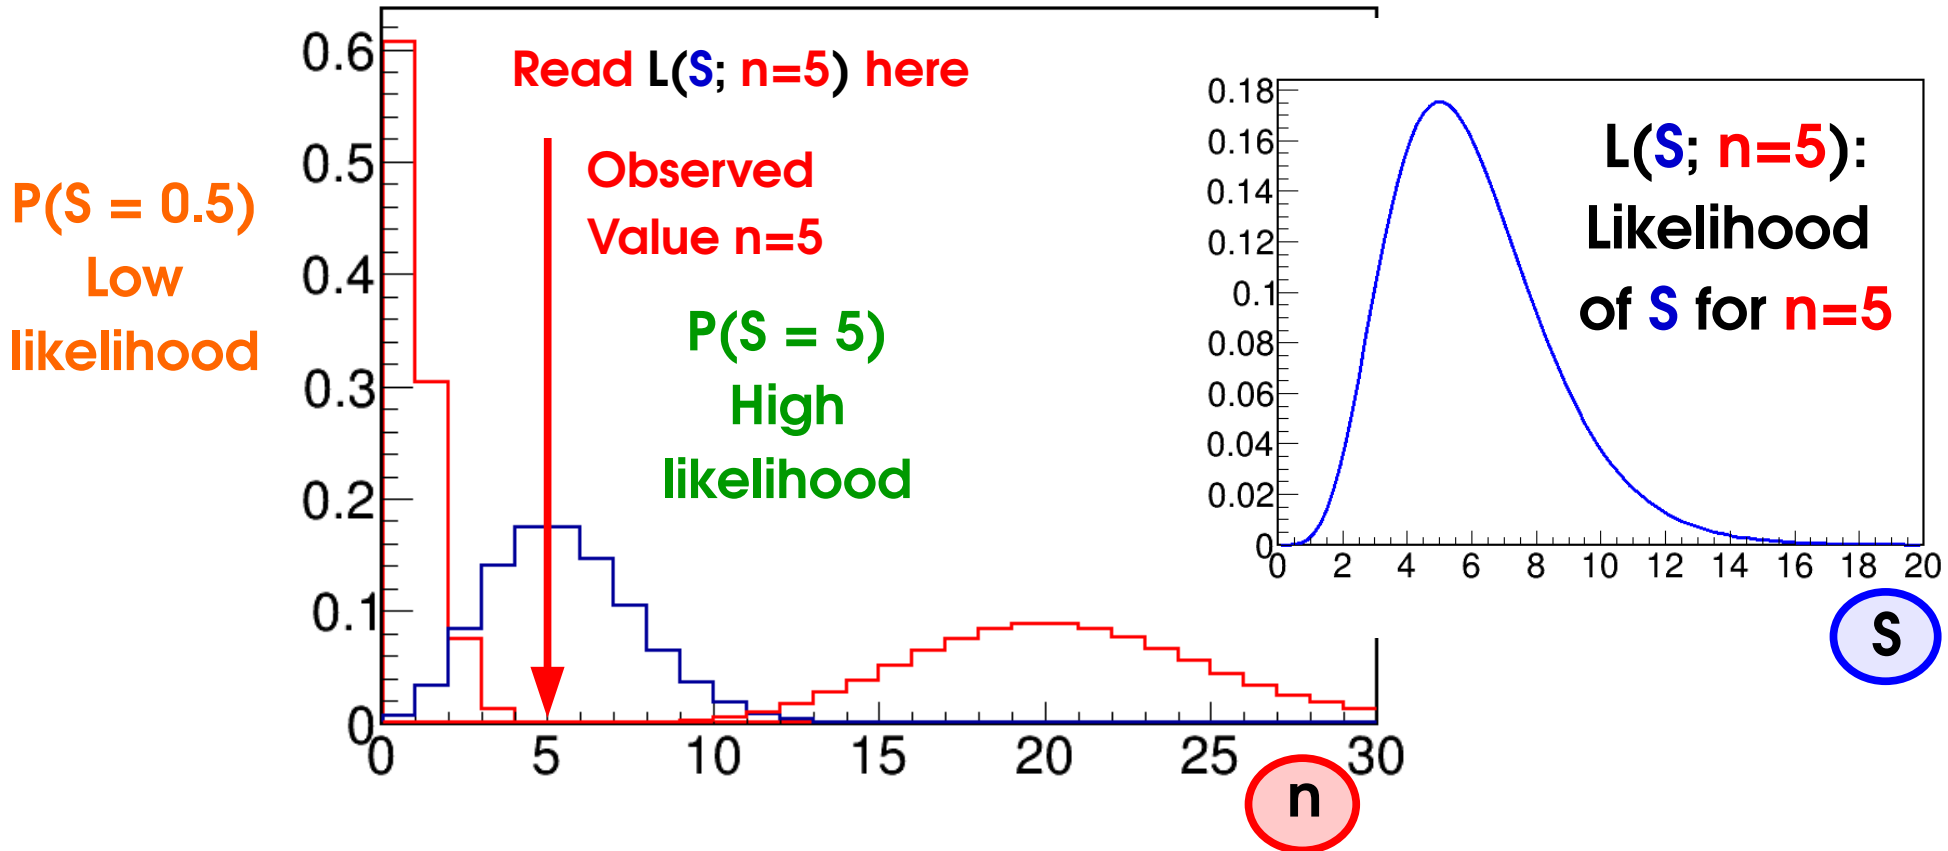 Read L(S; n=5) here
Observed
Value n=5
P(S = 0.5)
Low
likelihood
P(S = 5)
High
likelihood
0.6
0.5
0.4
0.3
0.2
0.1
0
0 5 10 15 20 25 30
n
L(S; n=5):
Likelihood
of S for n=5
0.18
0.16
0.14
0.12
0.1
0.08
0.06
0.04
0.02
0
0 2 4 6 8 10 12 14 16 18 20
S